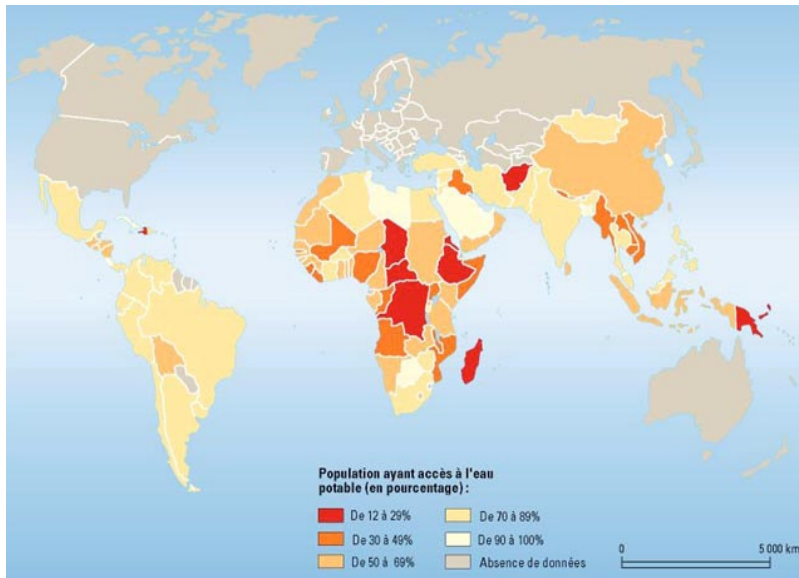 Population ayant accès à l'eau
potable (en pourcentage) :
De 12 à 29%
De 30 à 49%
De 50 à 69%
De 70 à 89%
De 90 à 100%
Absence de données
0 5 000 km